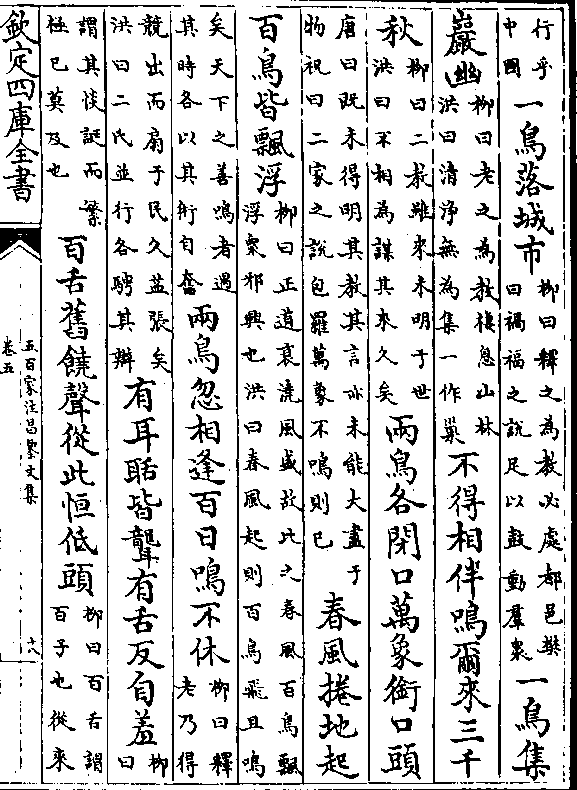 行乎
中國
一鳥落城市
柳曰釋之為教必處都邑樊
曰禍福之說足以鼓動羣衆
一鳥集
巖幽
柳曰老之為教棲息山林
洪曰清淨無為集一作巢
不得相伴鳴爾來三千
秋
柳曰二教雖來未明于世
洪曰不相為謀其來久矣
兩鳥各閉口萬象銜口頭
唐曰既未得明其教其言亦未能大盡于
物祝曰二家之說包羅萬象不鳴則已
春風捲地起
百鳥皆飄浮
柳曰正道衰澆風盛故比之春風百鳥飄
浮衆邪興也洪曰春風起則百鳥飛且鳴
矣天下之善鳴者遇
其時各以其術自奮
兩鳥忽相逢百日鳴不休
柳曰釋
老乃得
競出而扇于民久益張矣
洪曰二氏並行各騁其辯
有耳聒皆聾有舌反自羞
柳
曰
謂其恢誕而繁
極已莫及也
百舌舊饒聲從此恒低頭
柳曰百舌謂
百子也從來
欽定四庫全書
五百家注昌黎文集
卷五
十八